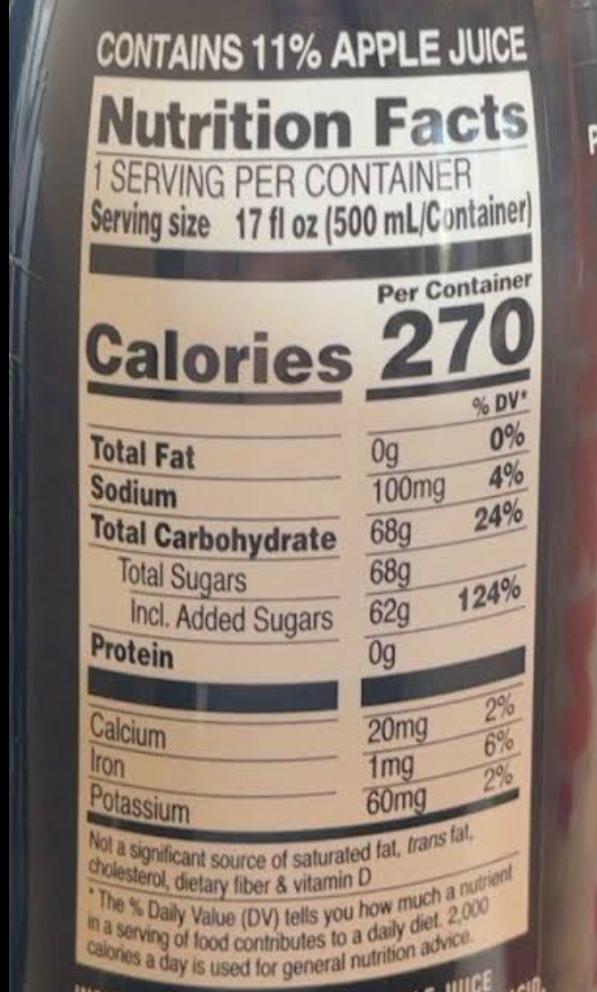 CONTAINS 11% APPLE JUICE
Nutrition Facts
1 SERVING PER CONTAINER
Serving size 17 fl oz (500 mL/Container)
Per Container
Calories 270
% DV*
Total Fat 0g 0%
Sodium 100mg 4%
Total Carbohydrate 68g 24%
Total Sugars 68g
Incl. Added Sugars 62g 124%
Protein 0g
Calcium 20mg 2%
Iron 1mg 6%
Potassium 60mg 2%
Not a significant source of saturated fat, trans fat,
cholesterol, dietary fiber & vitamin D
* The % Daily Value (DV) tells you how much a nutrient
in a serving of food contributes to a daily diet. 2,000
calories a day is used for general nutrition advice.
JUICE